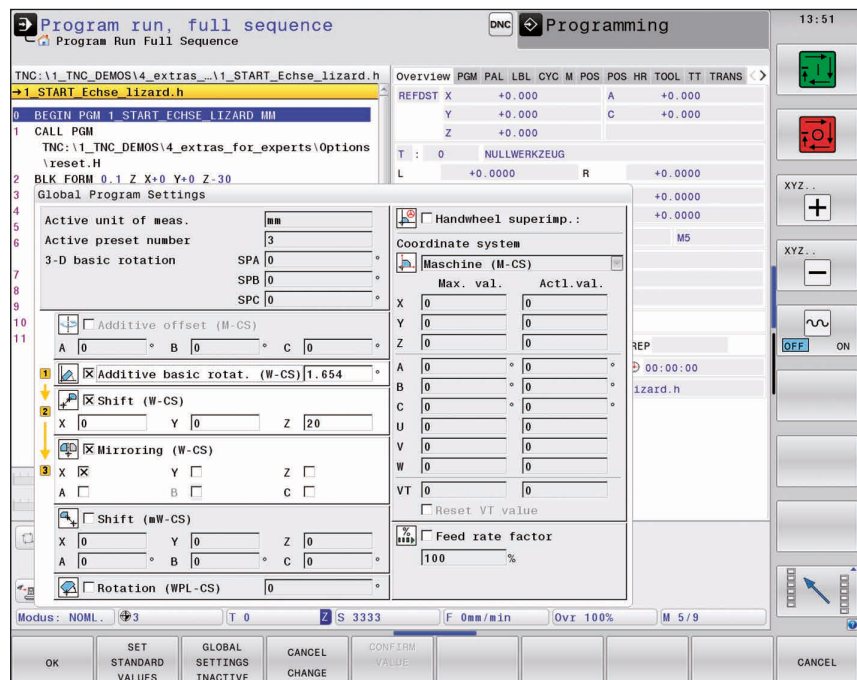 Program run, full sequence
Program Run Full Sequence
DNC
Programming
13:51
TNC:\1_TNC_DEMOS\4_extras_…\1_START_Echse_lizard.h
→1_START_Echse_lizard.h
0 BEGIN PGM 1_START_ECHSE_LIZARD MM
1 CALL PGM
TNC:\1_TNC_DEMOS\4_extras_for_experts\Options
\reset.H
2 BLK FORM 0.1 Z X+0 Y+0 Z-30
3
4
5
6
7
8
9
10
11
Overview PGM PAL LBL CYC M POS POS HR TOOL TT TRANS
REFDST X +0.000 A +0.000
Y +0.000 C +0.000
Z +0.000
T : 0 NULLWERKZEUG
L +0.0000 R +0.0000
+0.0000
+0.0000
M5
REP
00:00:00
izard.h
Global Program Settings
Active unit of meas. mm
Active preset number 3
3-D basic rotation SPA 0 °
SPB 0 °
SPC 0 °
Additive offset (M-CS)
A 0 ° B 0 ° C 0 °
1 Additive basic rotat. (W-CS) 1.654 °
2 Shift (W-CS)
X 0 Y 0 Z 20
Mirroring (W-CS)
3 X Y Z
A B C
Shift (mW-CS)
X 0 Y 0 Z 0
A 0 ° B 0 ° C 0 °
Rotation (WPL-CS) 0 °
Handwheel superimp.:
Coordinate system
Maschine (M-CS)
Max. val. Actl.val.
X 0 0
Y 0 0
Z 0 0
A 0 ° 0 °
B 0 ° 0 °
C 0 ° 0 °
U 0 0
V 0 0
W 0 0
VT 0 0
Reset VT value
% Feed rate factor
100 %
Modus: NOML. 3 T 0 Z S 3333 F 0mm/min Ovr 100% M 5/9
OK
SET
STANDARD
VALUES
GLOBAL
SETTINGS
INACTIVE
CANCEL
CHANGE
CONFIRM
VALUE
CANCEL
XYZ..
+
XYZ..
−
OFF ON